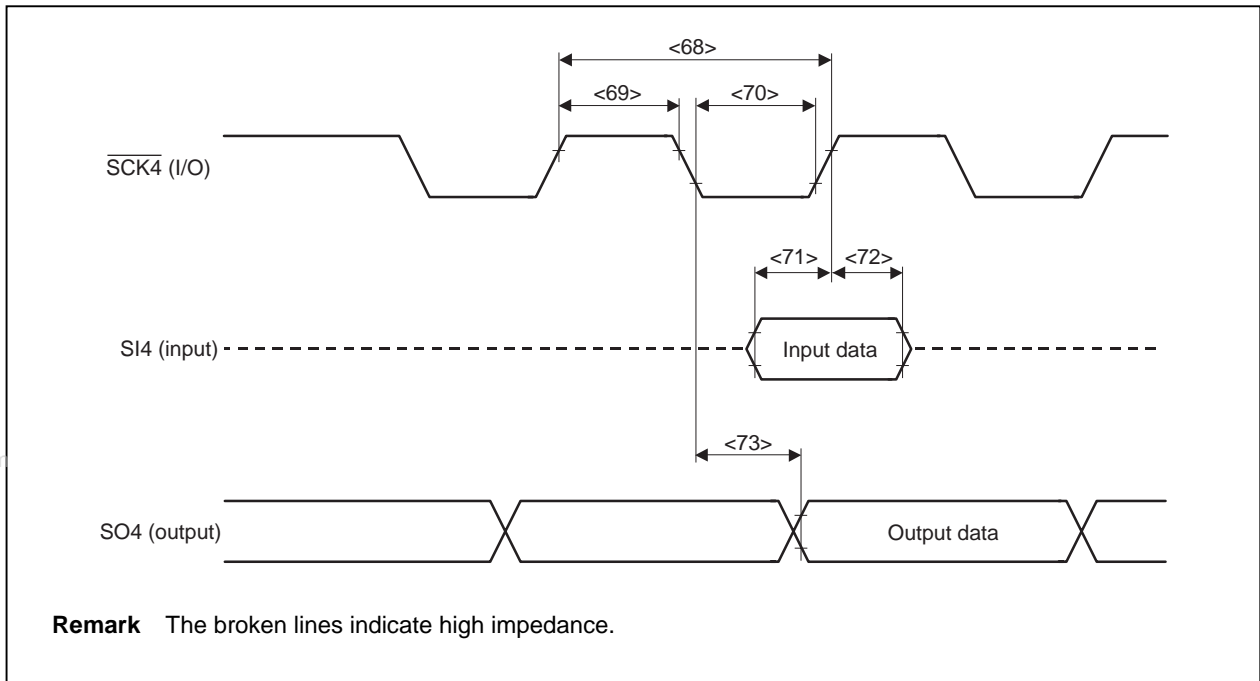 <68>
<69> <70>
SCK4 (I/O)
<71> <72>
SI4 (input) Input data
<73>
SO4 (output) Output data
Remark The broken lines indicate high impedance.